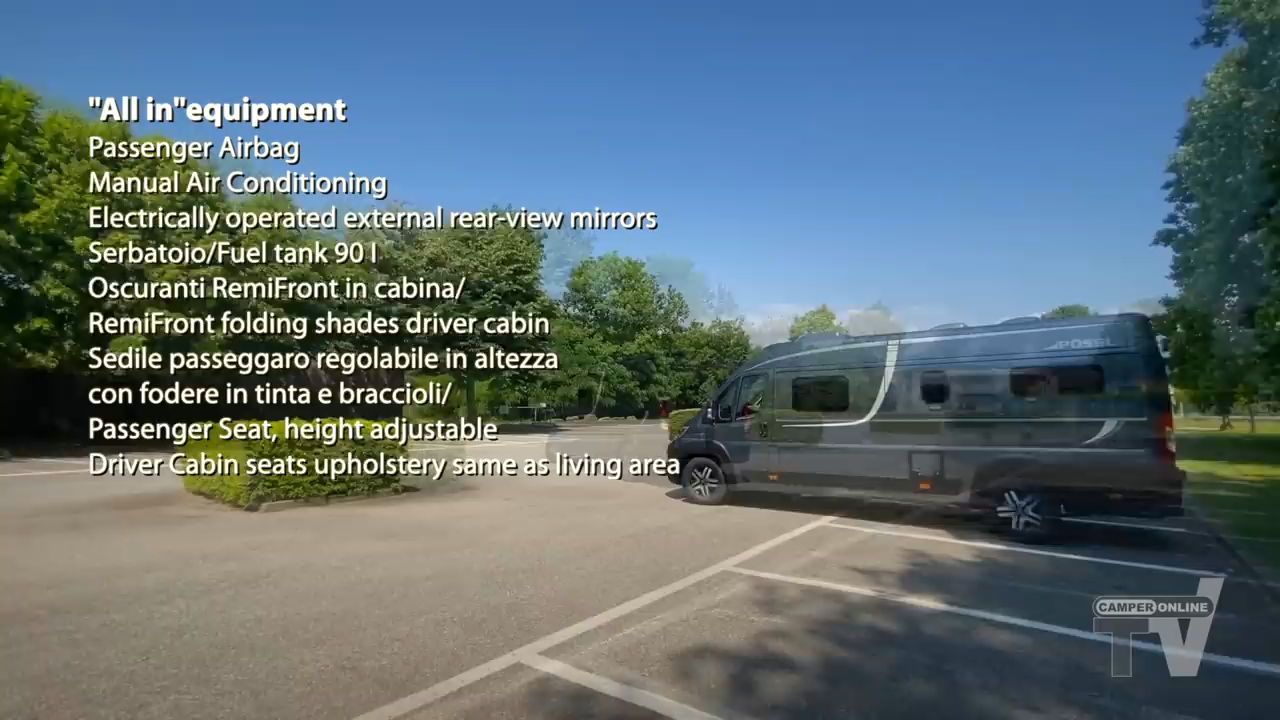 "All in"equipment
Passenger Airbag
Manual Air Conditioning
Electrically operated external rear-view mirrors
Serbatoio/Fuel tank 90 l
Oscuranti RemiFront in cabina/
RemiFront folding shades driver cabin
Sedile passeggaro regolabile in altezza
con fodere in tinta e braccioli/
Passenger Seat, height adjustable
Driver Cabin seats upholstery same as living area
PÖSSL
CAMPER ONLINE
TV